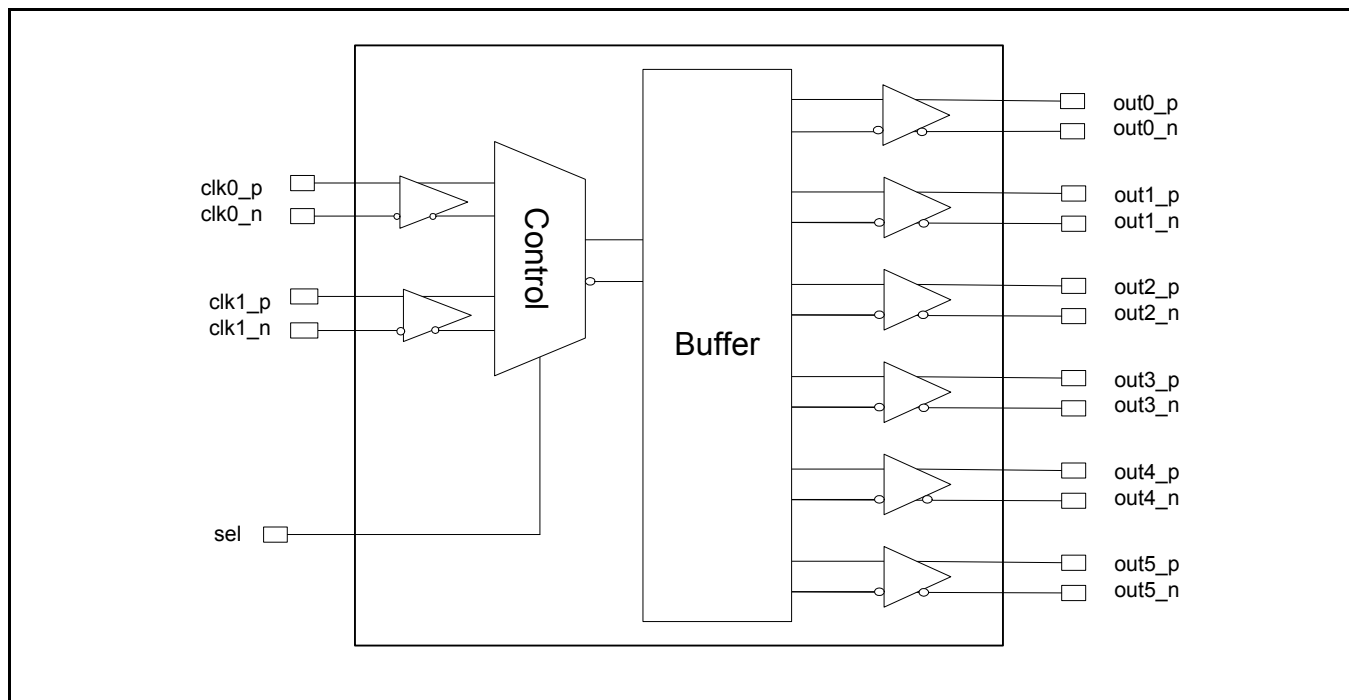 clk0_p
clk0_n
clk1_p
clk1_n
sel
Control
Buffer
out0_p
out0_n
out1_p
out1_n
out2_p
out2_n
out3_p
out3_n
out4_p
out4_n
out5_p
out5_n